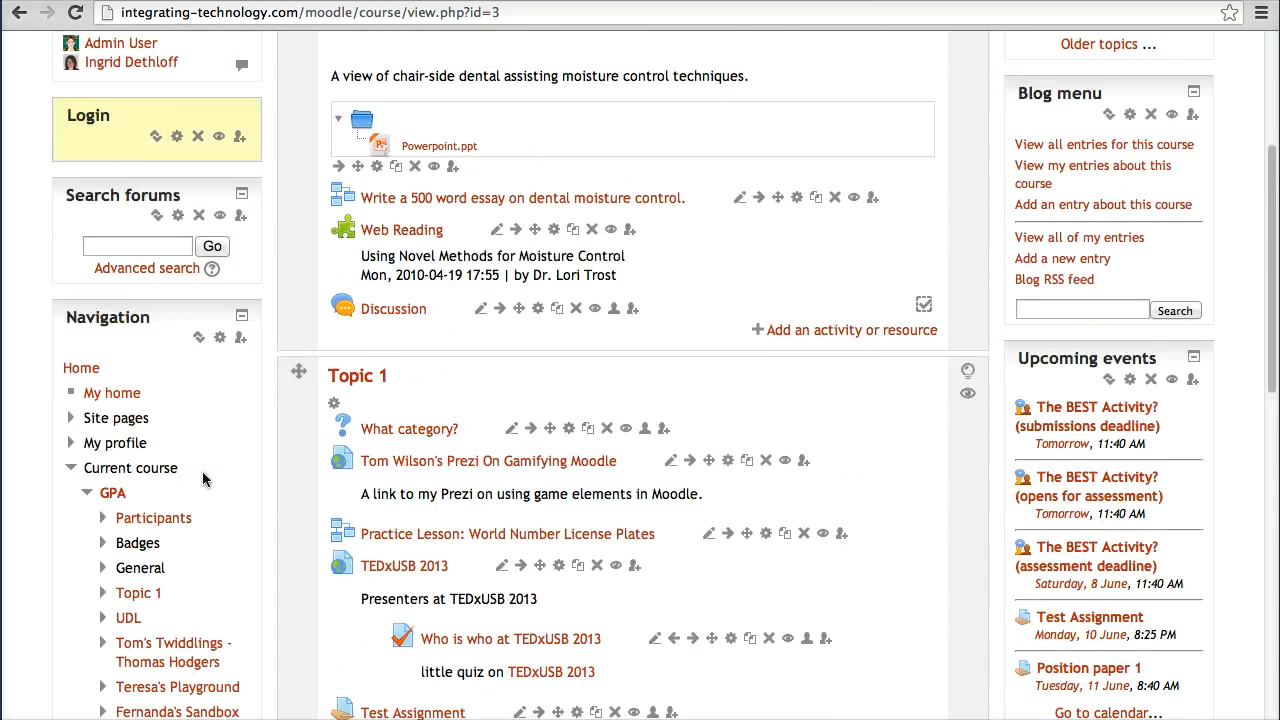 integrating-technology.com/moodle/course/view.php?id=3
Admin User
Ingrid Dethloff
Login
Search forums
Go
Advanced search
Navigation
Home
My home
Site pages
My profile
Current course
GPA
Participants
Badges
General
Topic 1
UDL
Tom's Twiddlings -
Thomas Hodgers
Teresa's Playground
Fernanda's Sandbox
A view of chair-side dental assisting moisture control techniques.
Powerpoint.ppt
Write a 500 word essay on dental moisture control.
Web Reading
Using Novel Methods for Moisture Control
Mon, 2010-04-19 17:55 | by Dr. Lori Trost
Discussion
Add an activity or resource
Topic 1
What category?
Tom Wilson's Prezi On Gamifying Moodle
A link to my Prezi on using game elements in Moodle.
Practice Lesson: World Number License Plates
TEDxUSB 2013
Presenters at TEDxUSB 2013
Who is who at TEDxUSB 2013
little quiz on TEDxUSB 2013
Test Assignment
Older topics ...
Blog menu
View all entries for this course
View my entries about this
course
Add an entry about this course
View all of my entries
Add a new entry
Blog RSS feed
Search
Upcoming events
The BEST Activity?
(submissions deadline)
Tomorrow, 11:40 AM
The BEST Activity?
(opens for assessment)
Tomorrow, 11:40 AM
The BEST Activity?
(assessment deadline)
Saturday, 8 June, 11:40 AM
Test Assignment
Monday, 10 June, 8:25 PM
Position paper 1
Tuesday, 11 June, 8:40 AM
Go to calendar...